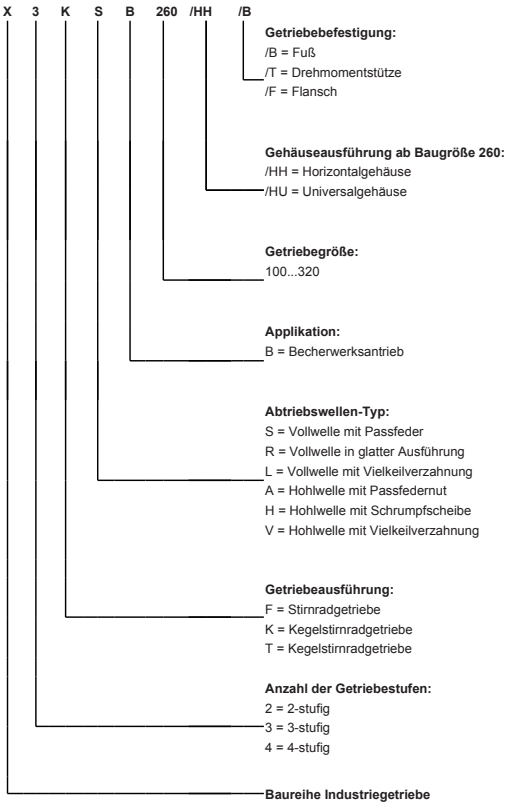 X 3 K S B 260 /HH /B
Getriebebefestigung:
/B = Fuß
/T = Drehmomentstütze
/F = Flansch
Gehäuseausführung ab Baugröße 260:
/HH = Horizontalgehäuse
/HU = Universalgehäuse
Getriebegröße:
100...320
Applikation:
B = Becherwerksantrieb
Abtriebswellen-Typ:
S = Vollwelle mit Passfeder
R = Vollwelle in glatter Ausführung
L = Vollwelle mit Vielkeilverzahnung
A = Hohlwelle mit Passfedernut
H = Hohlwelle mit Schrumpfscheibe
V = Hohlwelle mit Vielkeilverzahnung
Getriebeausführung:
F = Stirnradgetriebe
K = Kegelstirnradgetriebe
T = Kegelstirnradgetriebe
Anzahl der Getriebestufen:
2 = 2-stufig
3 = 3-stufig
4 = 4-stufig
Baureihe Industriegetriebe